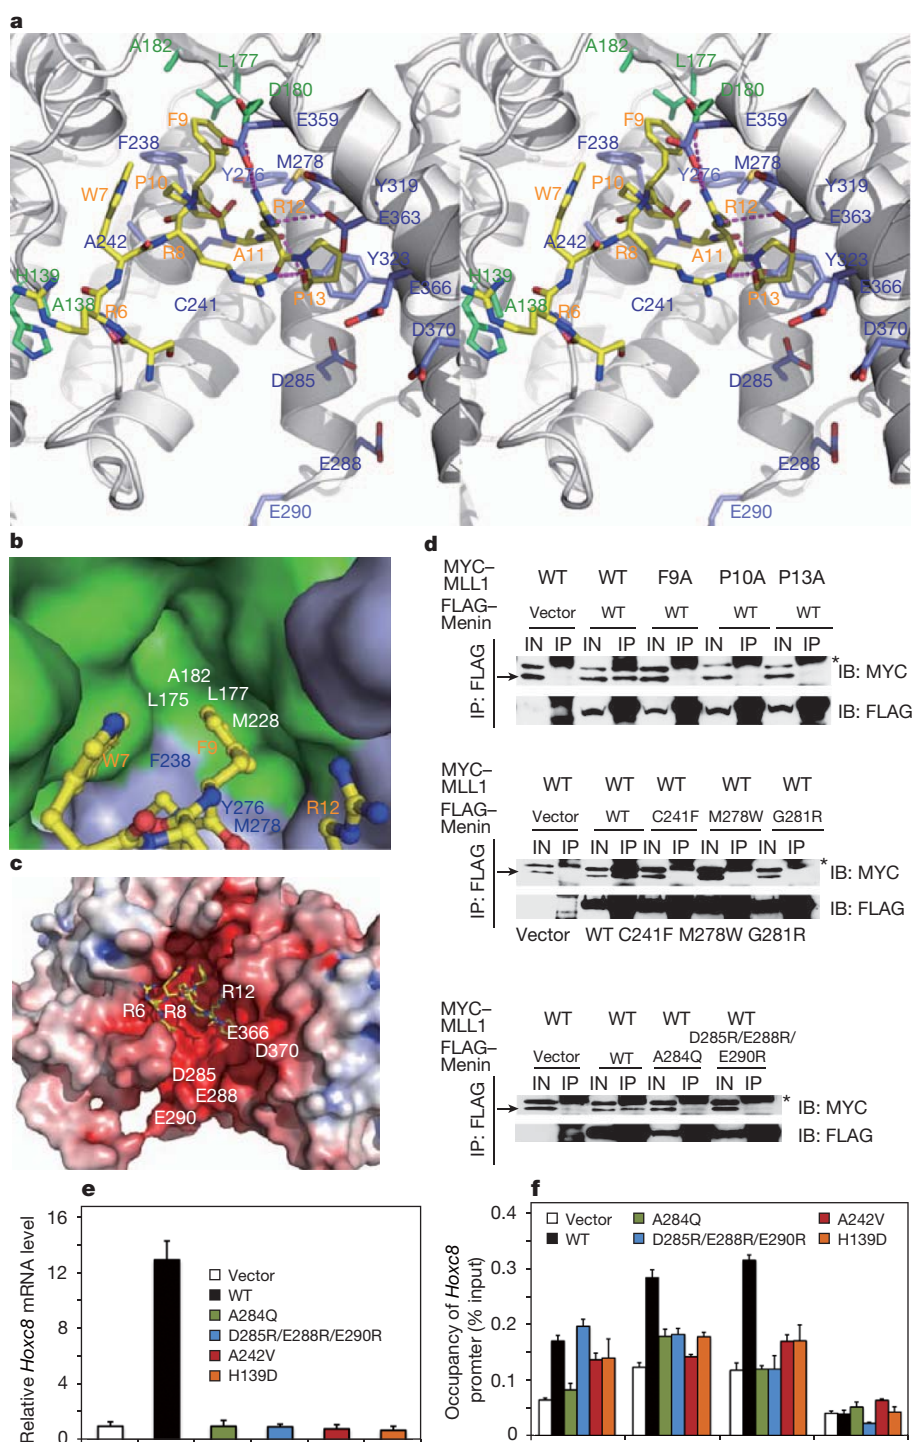 a
A182
L177
D180
F9
E359
F238
M278
Y276
Y319
P10
W7
R12
E363
A242
R8
A11
Y323
H139
A138
R6
C241
P13
E366
D370
D285
E288
E290
A182
L177
D180
F9
E359
F238
M278
Y276
Y319
P10
W7
R12
E363
A242
R8
A11
Y323
H139
A138
R6
C241
P13
E366
D370
D285
E288
E290
b
A182
L175
L177
M228
W7
F238
F9
Y276
M278
R12
c
R12
R6
R8
E366
D370
D285
E288
E290
d
MYC–
MLL1
WT WT F9A P10A P13A
FLAG–
Menin
Vector WT WT WT WT
IN IP IN IP IN IP IN IP IN IP
IP: FLAG
* IB: MYC
IB: FLAG
MYC–
MLL1
WT WT WT WT WT
FLAG–
Menin
Vector WT C241F M278W G281R
IN IP IN IP IN IP IN IP IN IP
IP: FLAG
* IB: MYC
IB: FLAG
Vector WT C241F M278W G281R
MYC–
MLL1
WT WT WT WT
FLAG–
Menin
Vector WT A284Q D285R/E288R/
E290R
IN IP IN IP IN IP IN IP
IP: FLAG
* IB: MYC
IB: FLAG
e
Relative Hoxc8 mRNA level
16
12
8
4
0
Vector
WT
A284Q
D285R/E288R/E290R
A242V
H139D
f
Occupancy of Hoxc8
promter (% input)
0.4
0.3
0.2
0.1
0
Vector
WT
A284Q
D285R/E288R/E290R
A242V
H139D